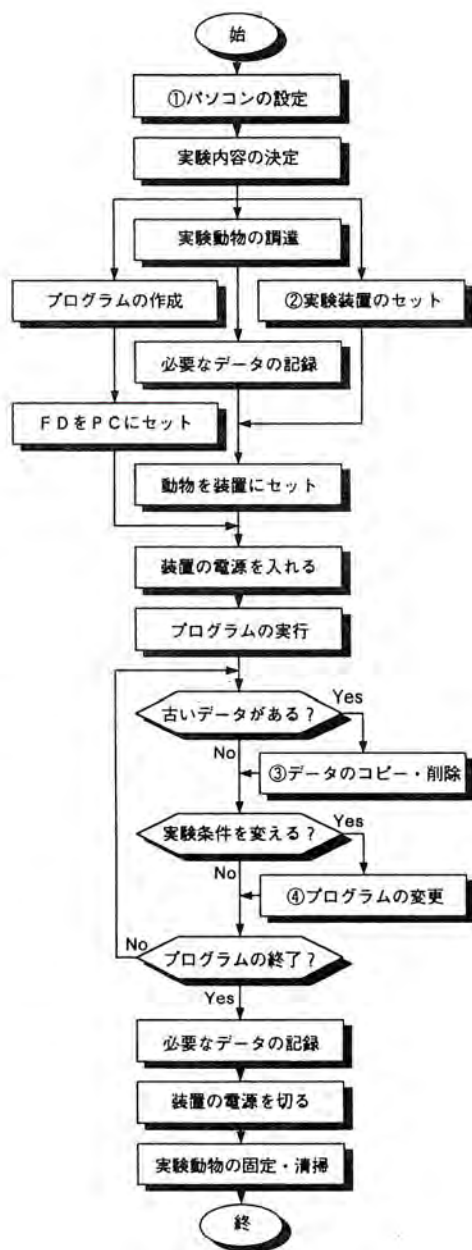 始
①パソコンの設定
実験内容の決定
実験動物の調達
プログラムの作成
②実験装置のセット
必要なデータの記録
FDをPCにセット
動物を装置にセット
装置の電源を入れる
プログラムの実行
古いデータがある?
Yes
No
③データのコピー・削除
実験条件を変える?
Yes
No
④プログラムの変更
No
プログラムの終了?
Yes
必要なデータの記録
装置の電源を切る
実験動物の固定・清掃
終